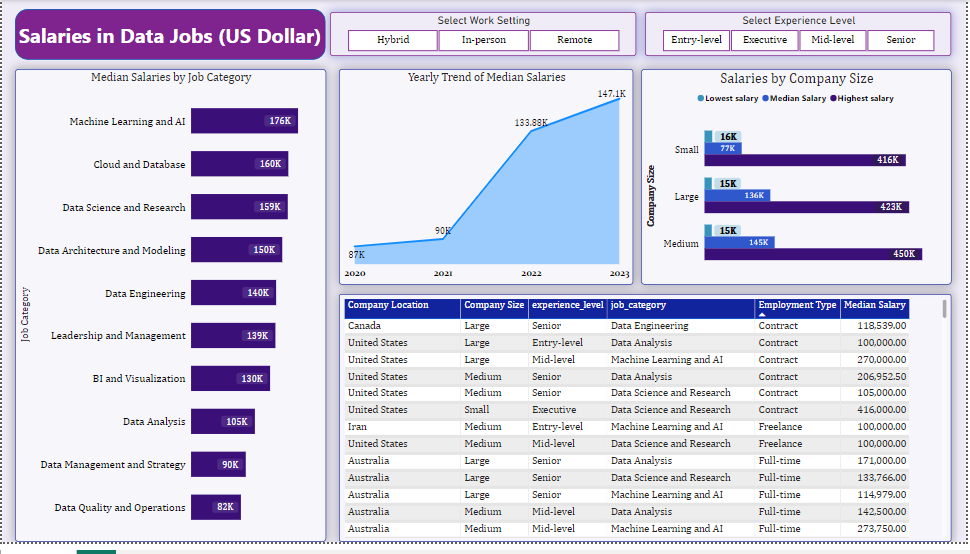 Salaries in Data Jobs (US Dollar)
Select Work Setting
Hybrid In-person Remote
Select Experience Level
Entry-level Executive Mid-level Senior
Median Salaries by Job Category
Job Category
Machine Learning and AI 176K
Cloud and Database 160K
Data Science and Research 159K
Data Architecture and Modeling 150K
Data Engineering 140K
Leadership and Management 139K
BI and Visualization 130K
Data Analysis 105K
Data Management and Strategy 90K
Data Quality and Operations 82K
Yearly Trend of Median Salaries
147.1K
133.88K
90K
87K
2020 2021 2022 2023
Salaries by Company Size
Lowest salary Median Salary Highest salary
Company Size
Small 16K 77K 416K
Large 15K 136K 423K
Medium 15K 145K 450K
Company Location Company Size experience_level job_category Employment Type Median Salary
Canada Large Senior Data Engineering Contract 118,539.00
United States Large Entry-level Data Analysis Contract 100,000.00
United States Large Mid-level Machine Learning and AI Contract 270,000.00
United States Medium Senior Data Analysis Contract 206,952.50
United States Medium Senior Data Science and Research Contract 105,000.00
United States Small Executive Data Science and Research Contract 416,000.00
Iran Medium Entry-level Machine Learning and AI Freelance 100,000.00
United States Medium Mid-level Data Science and Research Freelance 100,000.00
Australia Large Senior Data Analysis Full-time 171,000.00
Australia Large Senior Data Science and Research Full-time 133,766.00
Australia Large Senior Machine Learning and AI Full-time 114,979.00
Australia Medium Mid-level Data Analysis Full-time 142,500.00
Australia Medium Mid-level Machine Learning and AI Full-time 273,750.00